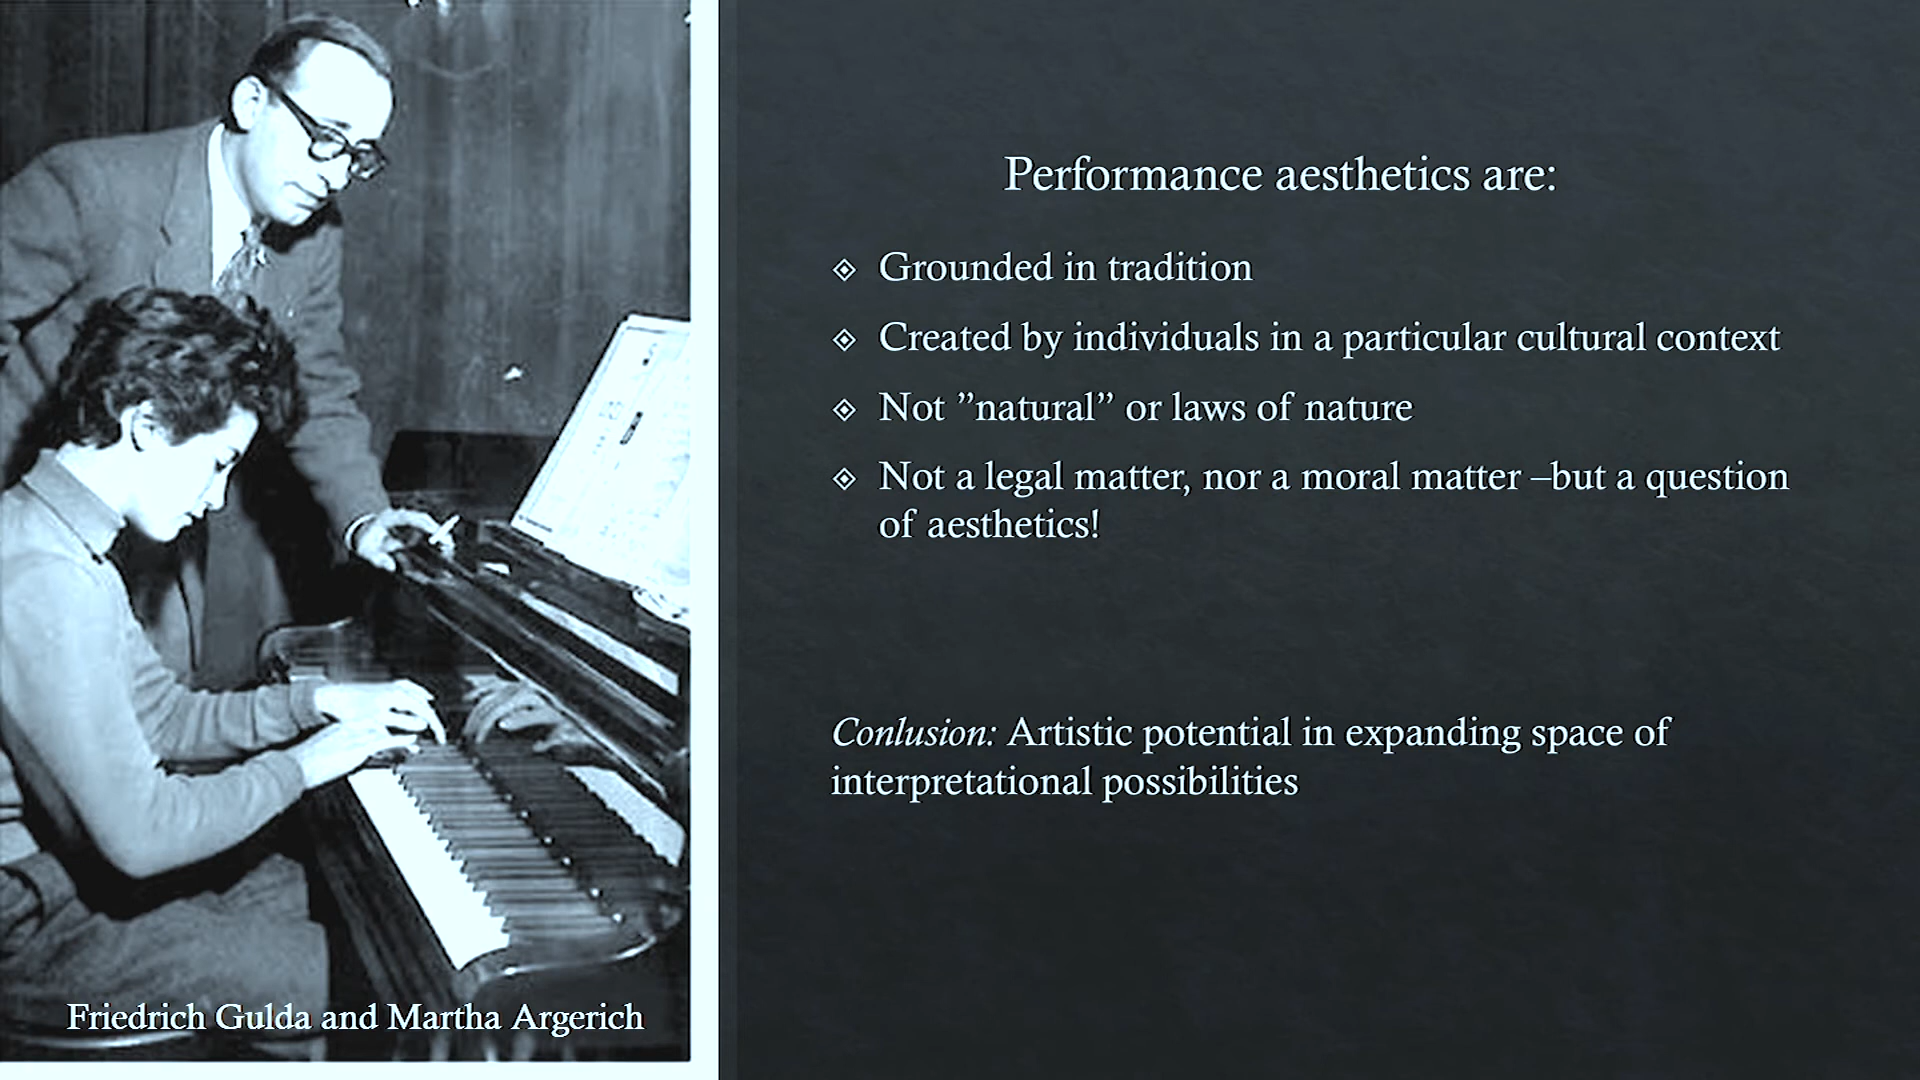 Performance aesthetics are:
Grounded in tradition
Created by individuals in a particular cultural context
Not ”natural” or laws of nature
Not a legal matter, nor a moral matter –but a question
of aesthetics!
Conlusion: Artistic potential in expanding space of
interpretational possibilities
Friedrich Gulda and Martha Argerich